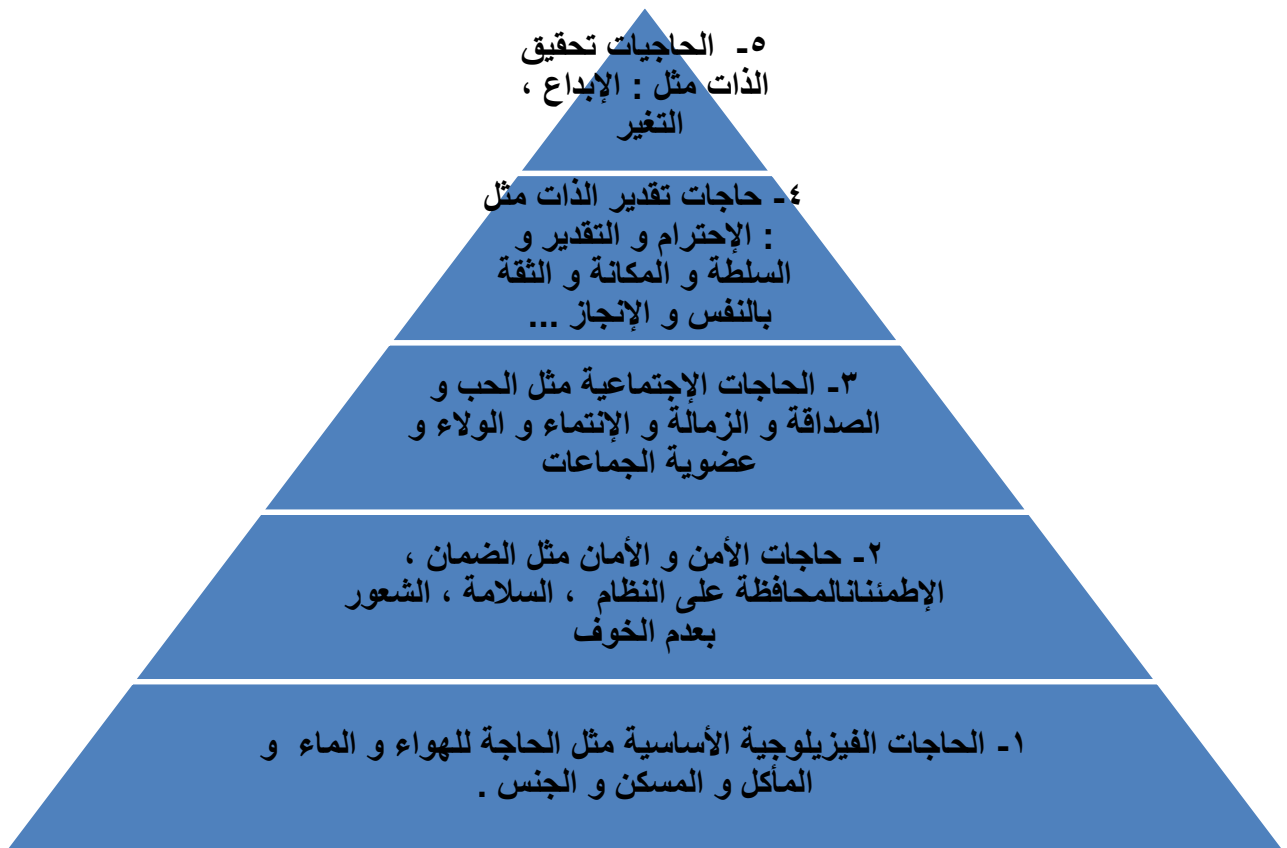 ٥- الحاجيات تحقيق
الذات مثل : الإبداع ،
التغير
٤- حاجات تقدير الذات مثل
: الإحترام و التقدير و
السلطة و المكانة و الثقة
بالنفس و الإنجاز ...
٣- الحاجات الإجتماعية مثل الحب و
الصداقة و الزمالة و الإنتماء و الولاء و
عضوية الجماعات
٢- حاجات الأمن و الأمان مثل الضمان ،
الإطمئنانالمحافظة على النظام ، السلامة ، الشعور
بعدم الخوف
١- الحاجات الفيزيلوجية الأساسية مثل الحاجة للهواء و الماء و
المأكل و المسكن و الجنس .